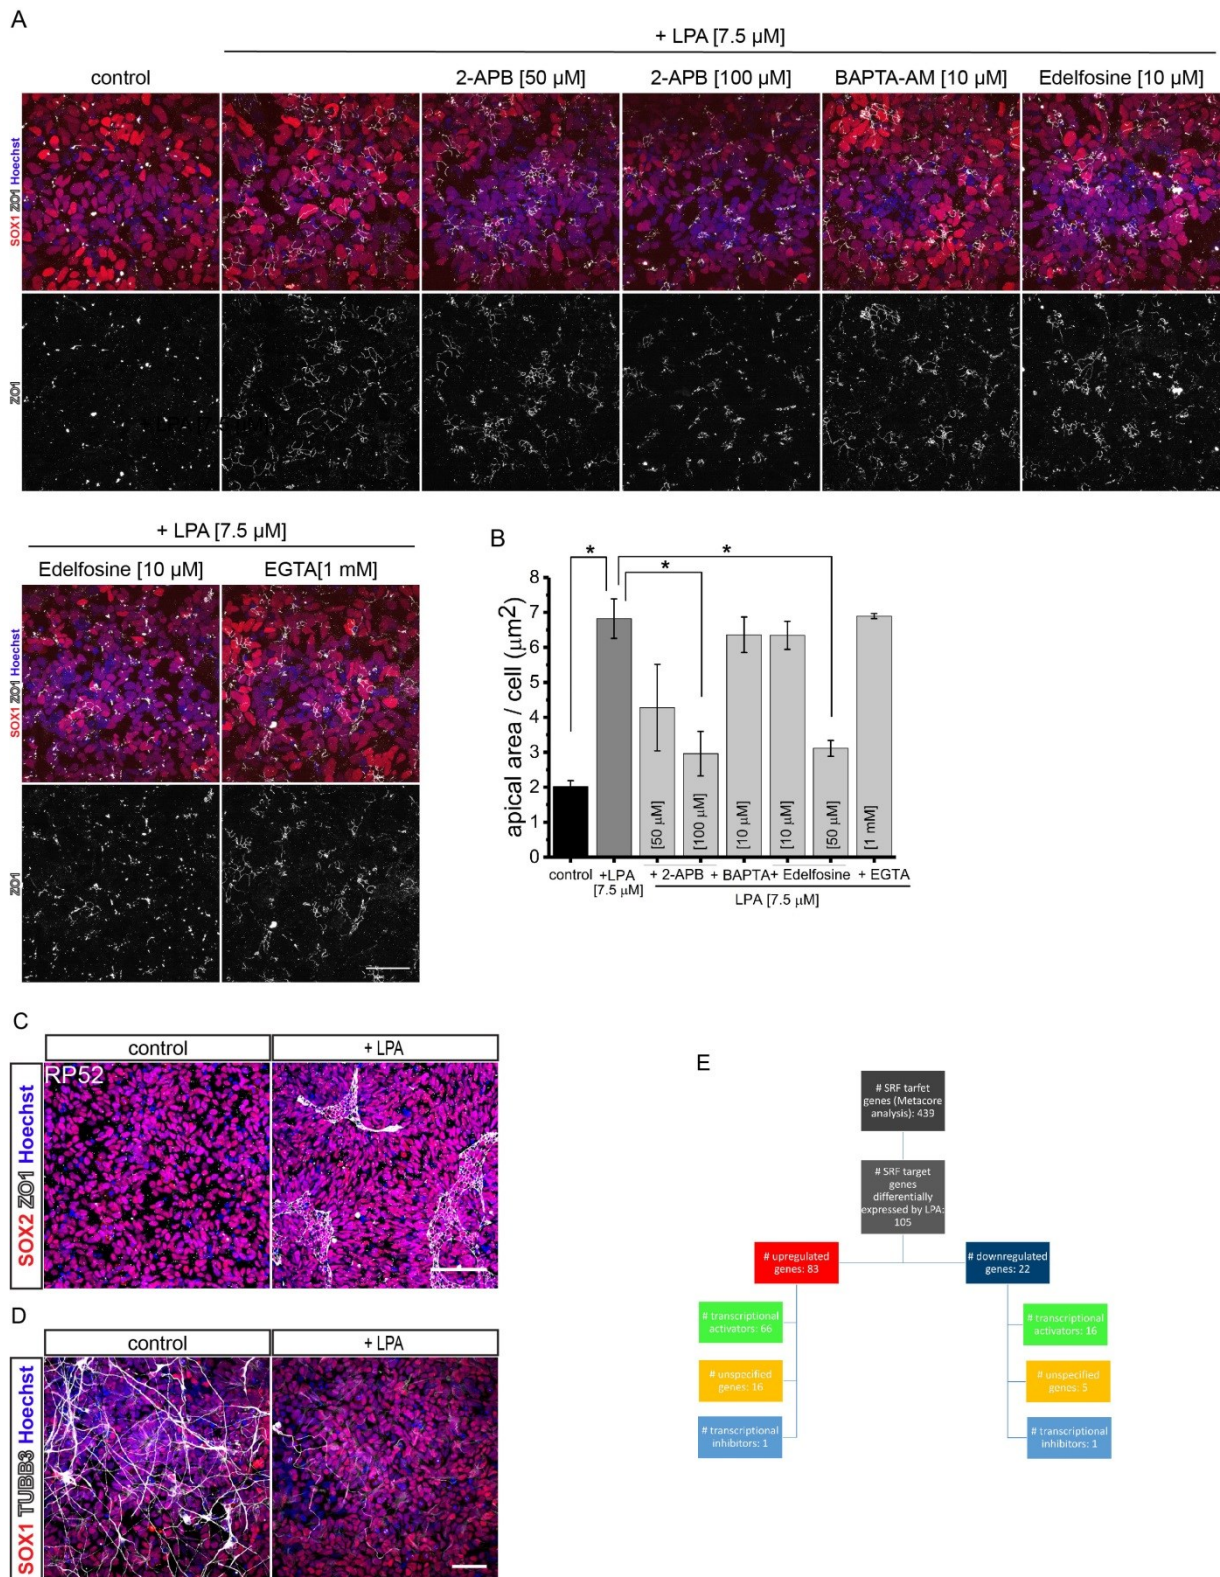 A
+ LPA [7.5 µM]
control
2-APB [50 µM]
2-APB [100 µM]
BAPTA-AM [10 µM]
Edelfosine [10 µM]
SOX1 ZO1 Hoechst
ZO1
+ LPA [7.5 µM]
Edelfosine [10 µM]
EGTA[1 mM]
SOX1 ZO1 Hoechst
ZO1
B
*
*
*
apical area / cell (µm2)
8
7
6
5
4
3
2
1
0
[50 µM]
[100 µM]
[10 µM]
[10 µM]
[50 µM]
[1 mM]
control
+LPA
[7.5 µM]
+ 2-APB
+ BAPTA
+ Edelfosine
+ EGTA
LPA [7.5 µM]
C
control
+ LPA
RP52
SOX2 ZO1 Hoechst
D
control
+ LPA
SOX1 TUBB3 Hoechst
E
# SRF tarfet
genes (Metacore
analysis): 439
# SRF target
genes
differentially
expressed by LPA:
105
# upregulated
genes: 83
# downregulated
genes: 22
# transcriptional
activators: 66
# transcriptional
activators: 16
# unspecified
genes: 16
# unspecified
genes: 5
# transcriptional
inhibitors: 1
# transcriptional
inhibitors: 1